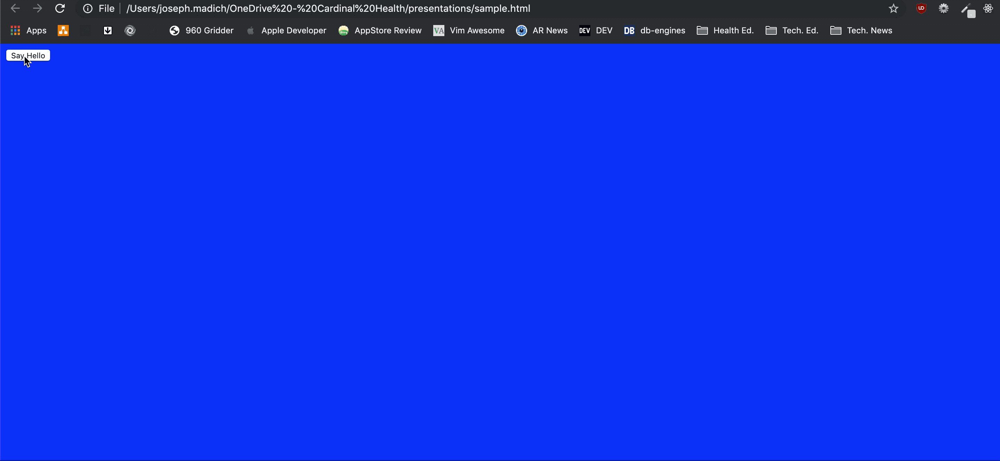 File /Users/joseph.madich/OneDrive%20-%20Cardinal%20Health/presentations/sample.html
Apps 960 Gridder Apple Developer AppStore Review VA Vim Awesome AR News DEV DEV DB db-engines Health Ed. Tech. Ed. Tech. News
Say Hello